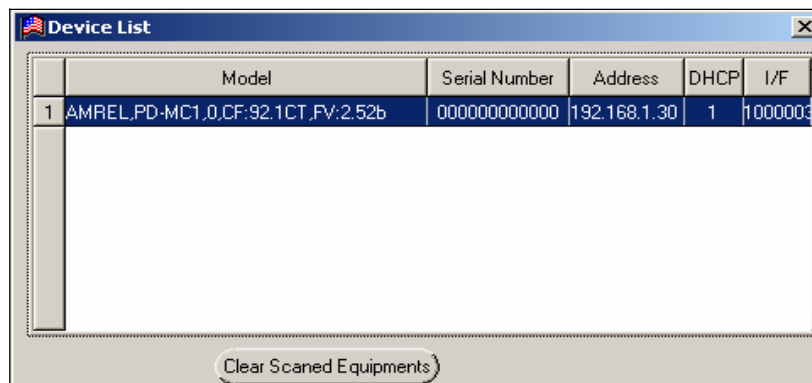 Device List
Model Serial Number Address DHCP I/F
1 AMREL,PD-MC1,0,CF:92.1CT,FV:2.52b 000000000000 192.168.1.30 1 1000003
Clear Scaned Equipments